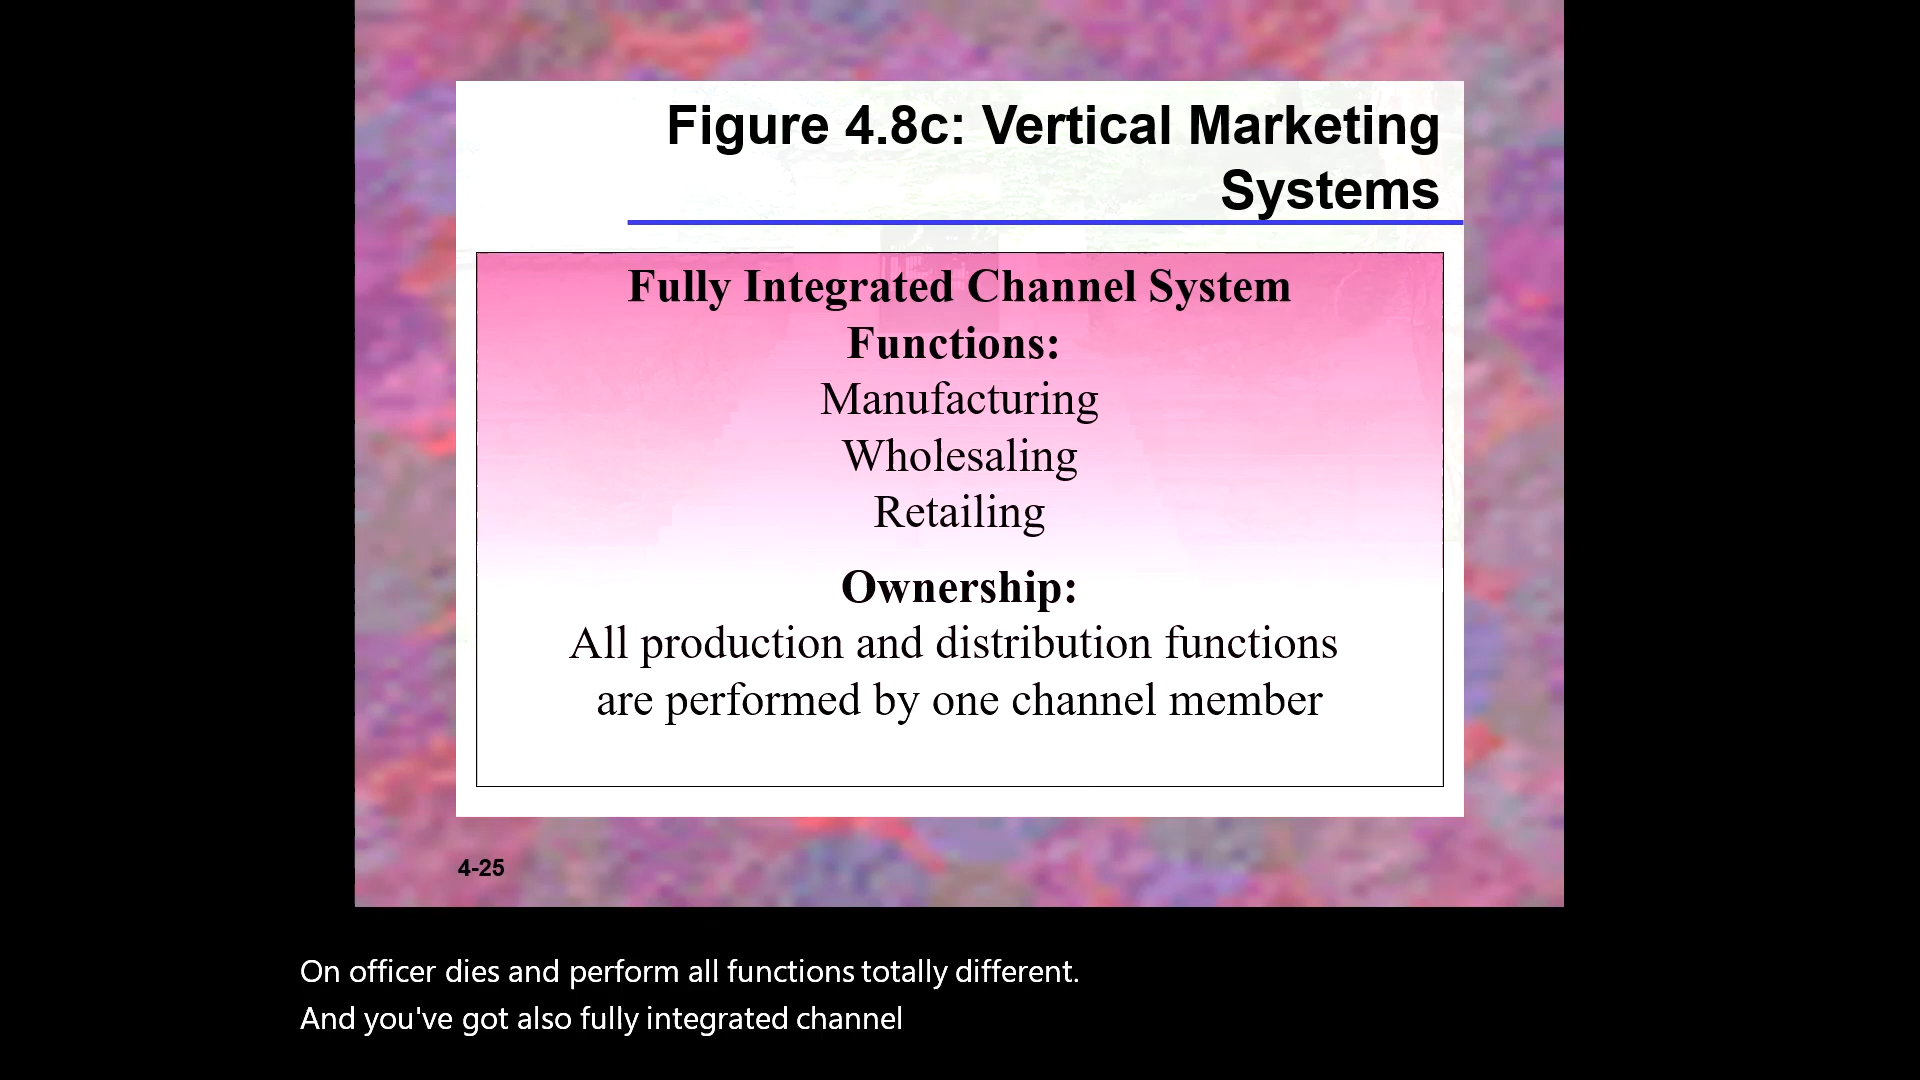 Figure 4.8c: Vertical Marketing
Systems
Fully Integrated Channel System
Functions:
Manufacturing
Wholesaling
Retailing
Ownership:
All production and distribution functions
are performed by one channel member
4-25
On officer dies and perform all functions totally different.
And you've got also fully integrated channel